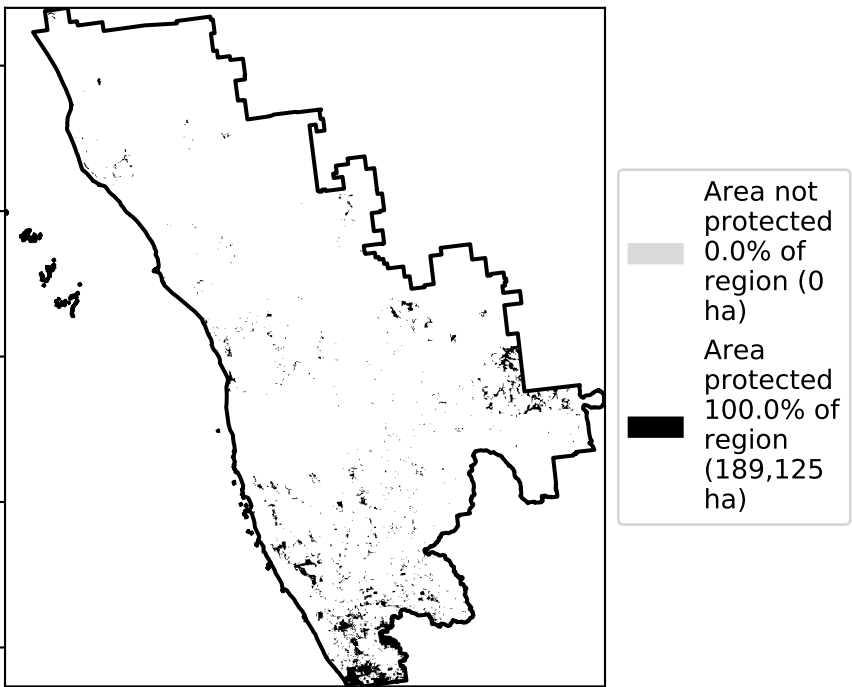 Area not
protected
0.0% of
region (0
ha)
Area
protected
100.0% of
region
(189,125
ha)